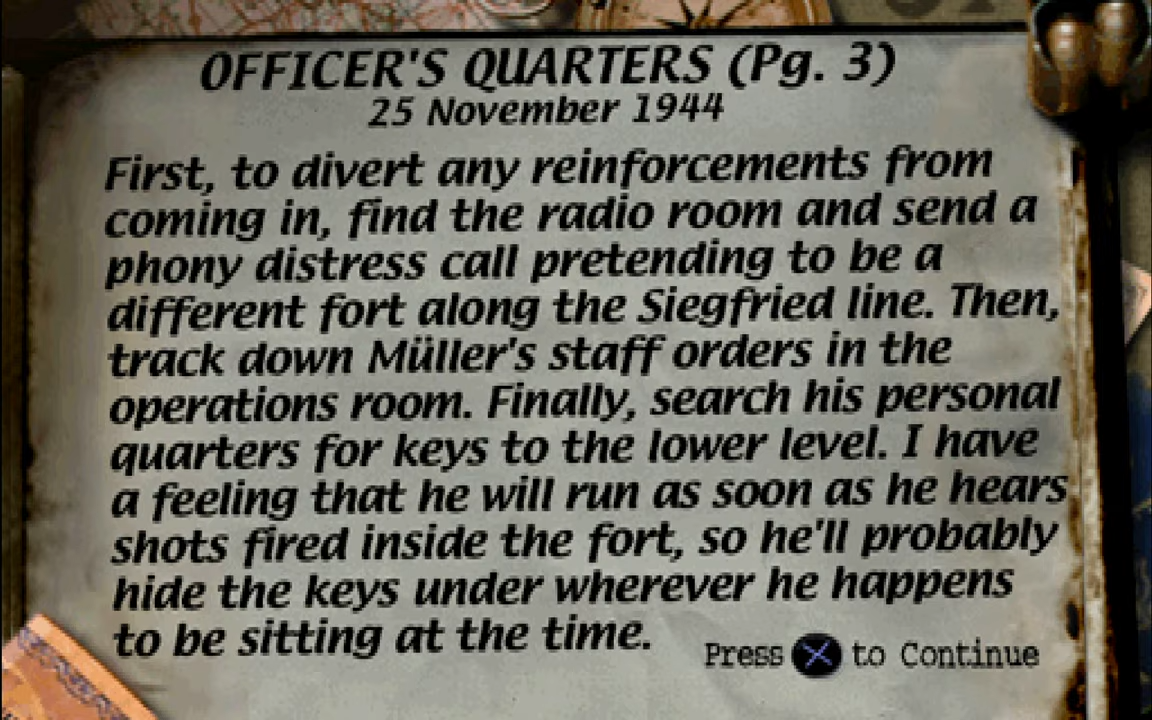 OFFICER'S QUARTERS (Pg. 3)
25 November 1944
First, to divert any reinforcements from
coming in, find the radio room and send a
phony distress call pretending to be a
different fort along the Siegfried line. Then,
track down Müller's staff orders in the
operations room. Finally, search his personal
quarters for keys to the lower level. I have
a feeling that he will run as soon as he hears
shots fired inside the fort, so he'll probably
hide the keys under wherever he happens
to be sitting at the time.
Press X to Continue